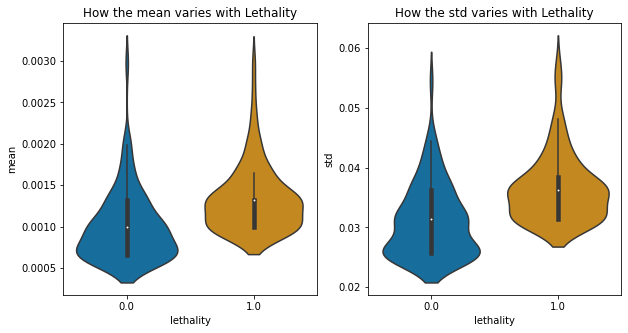 How the mean varies with Lethality
mean
0.0030
0.0025
0.0020
0.0015
0.0010
0.0005
0.0
1.0
lethality
How the std varies with Lethality
std
0.06
0.05
0.04
0.03
0.02
0.0
1.0
lethality